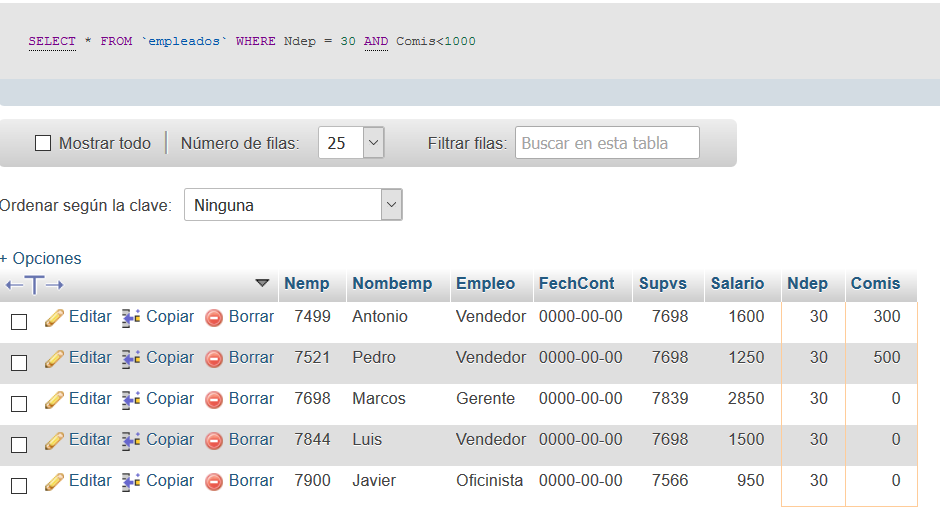 SELECT * FROM `empleados` WHERE Ndep = 30 AND Comis<1000
Mostrar todo Número de filas: 25 Filtrar filas: Buscar en esta tabla
Ordenar según la clave: Ninguna
+ Opciones
Nemp Nombemp Empleo FechCont Supvs Salario Ndep Comis
Editar Copiar Borrar 7499 Antonio Vendedor 0000-00-00 7698 1600 30 300
Editar Copiar Borrar 7521 Pedro Vendedor 0000-00-00 7698 1250 30 500
Editar Copiar Borrar 7698 Marcos Gerente 0000-00-00 7839 2850 30 0
Editar Copiar Borrar 7844 Luis Vendedor 0000-00-00 7698 1500 30 0
Editar Copiar Borrar 7900 Javier Oficinista 0000-00-00 7566 950 30 0